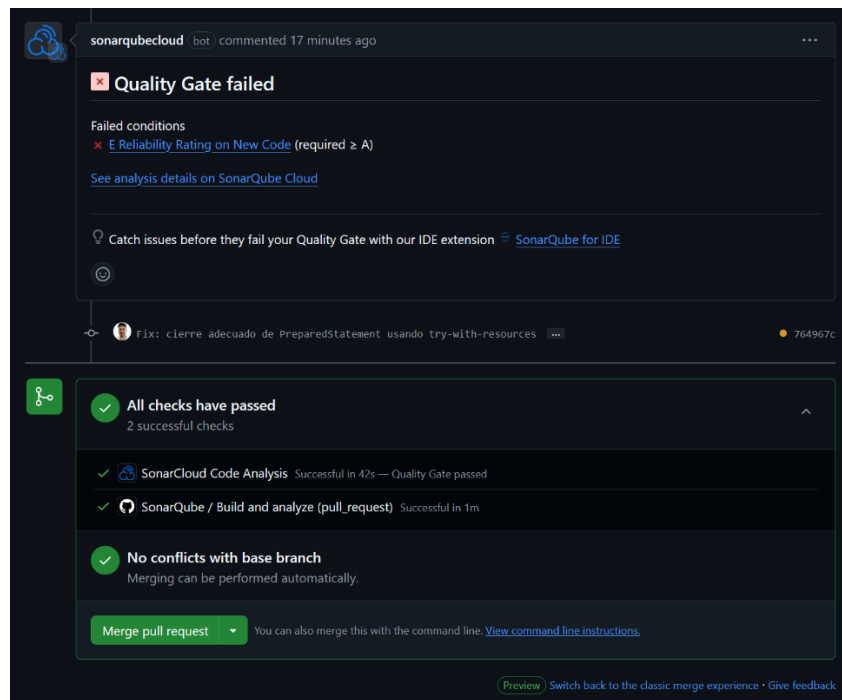 sonarqubecloud bot commented 17 minutes ago ...
Quality Gate failed
Failed conditions
E Reliability Rating on New Code (required ≥ A)
See analysis details on SonarQube Cloud
Catch issues before they fail your Quality Gate with our IDE extension SonarQube for IDE
Fix: cierre adecuado de PreparedStatement usando try-with-resources ... 764967c
All checks have passed
2 successful checks
SonarCloud Code Analysis Successful in 42s — Quality Gate passed
SonarQube / Build and analyze (pull_request) Successful in 1m
No conflicts with base branch
Merging can be performed automatically.
Merge pull request You can also merge this with the command line. View command line instructions.
Preview Switch back to the classic merge experience • Give feedback